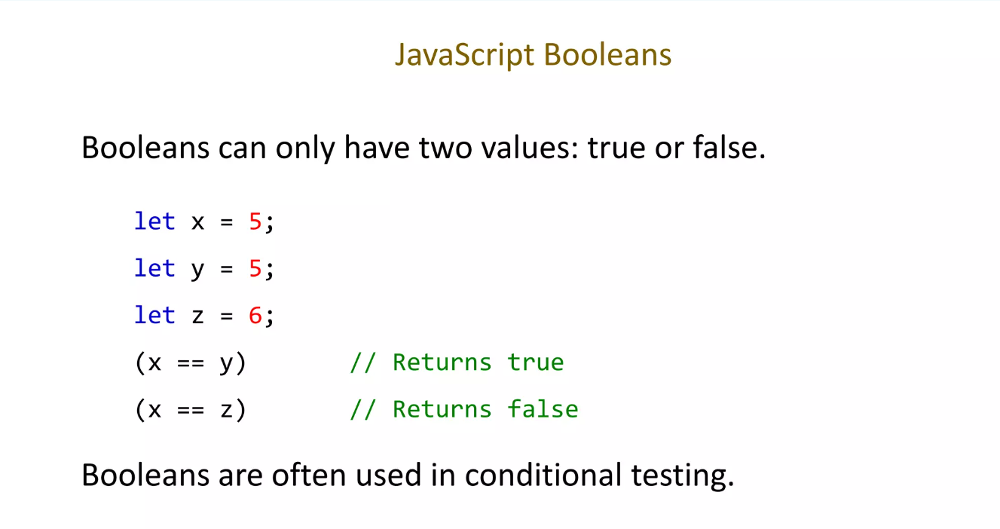 JavaScript Booleans
Booleans can only have two values: true or false.
let x = 5;
let y = 5;
let z = 6;
(x == y)       // Returns true
(x == z)       // Returns false
Booleans are often used in conditional testing.